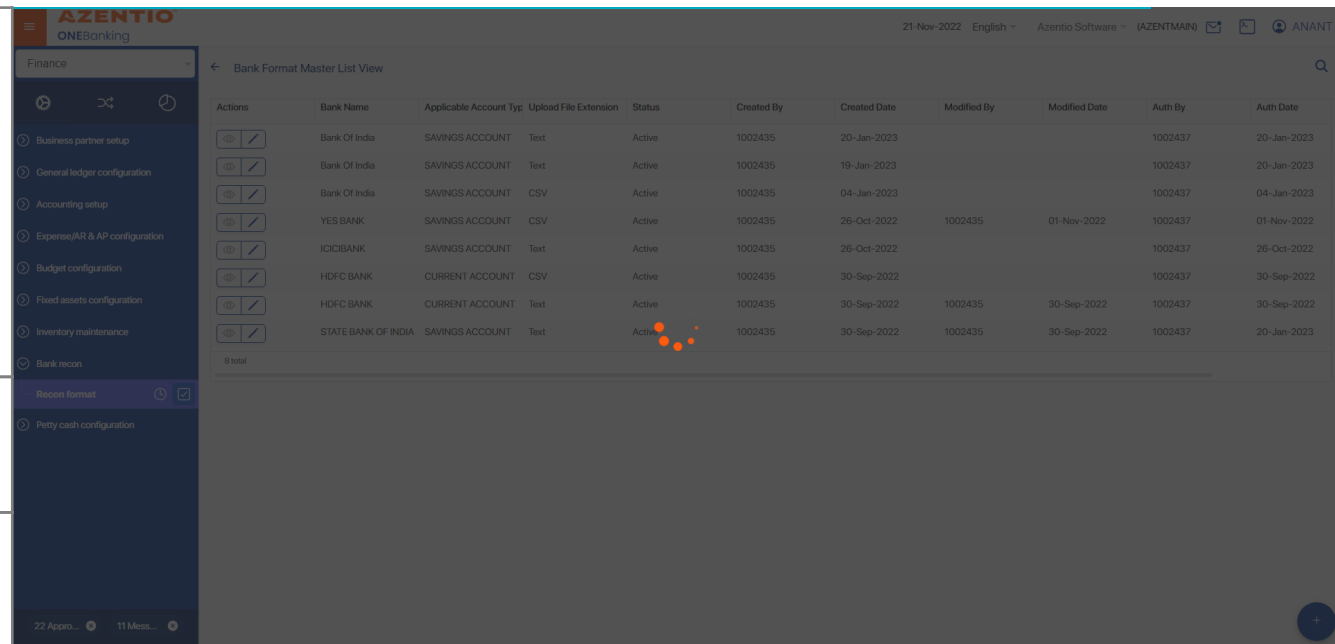 AZENTIO
ONEBanking
21-Nov-2022 English Azentio Software (AZENTMAIN) ANANT
Finance
Bank Format Master List View
Actions Bank Name Applicable Account Typ Upload File Extension Status Created By Created Date Modified By Modified Date Auth By Auth Date
Business partner setup
General ledger configuration
Accounting setup
Expense/AR & AP configuration
Budget configuration
Fixed assets configuration
Inventory maintenance
Bank recon
Recon format
Petty cash configuration
Bank Of India SAVINGS ACCOUNT Text Active 1002435 20-Jan-2023 1002437 20-Jan-2023
Bank Of India SAVINGS ACCOUNT Text Active 1002435 19-Jan-2023 1002437 20-Jan-2023
Bank Of India SAVINGS ACCOUNT CSV Active 1002435 04-Jan-2023 1002437 04-Jan-2023
YES BANK SAVINGS ACCOUNT CSV Active 1002435 26-Oct-2022 1002435 01-Nov-2022 1002437 01-Nov-2022
ICICIBANK SAVINGS ACCOUNT Text Active 1002435 26-Oct-2022 1002437 26-Oct-2022
HDFC BANK CURRENT ACCOUNT CSV Active 1002435 30-Sep-2022 1002437 30-Sep-2022
HDFC BANK CURRENT ACCOUNT Text Active 1002435 30-Sep-2022 1002435 30-Sep-2022 1002437 30-Sep-2022
STATE BANK OF INDIA SAVINGS ACCOUNT Text Active 1002435 30-Sep-2022 1002435 30-Sep-2022 1002437 20-Jan-2023
8 total
22 Appro... 11 Mess...